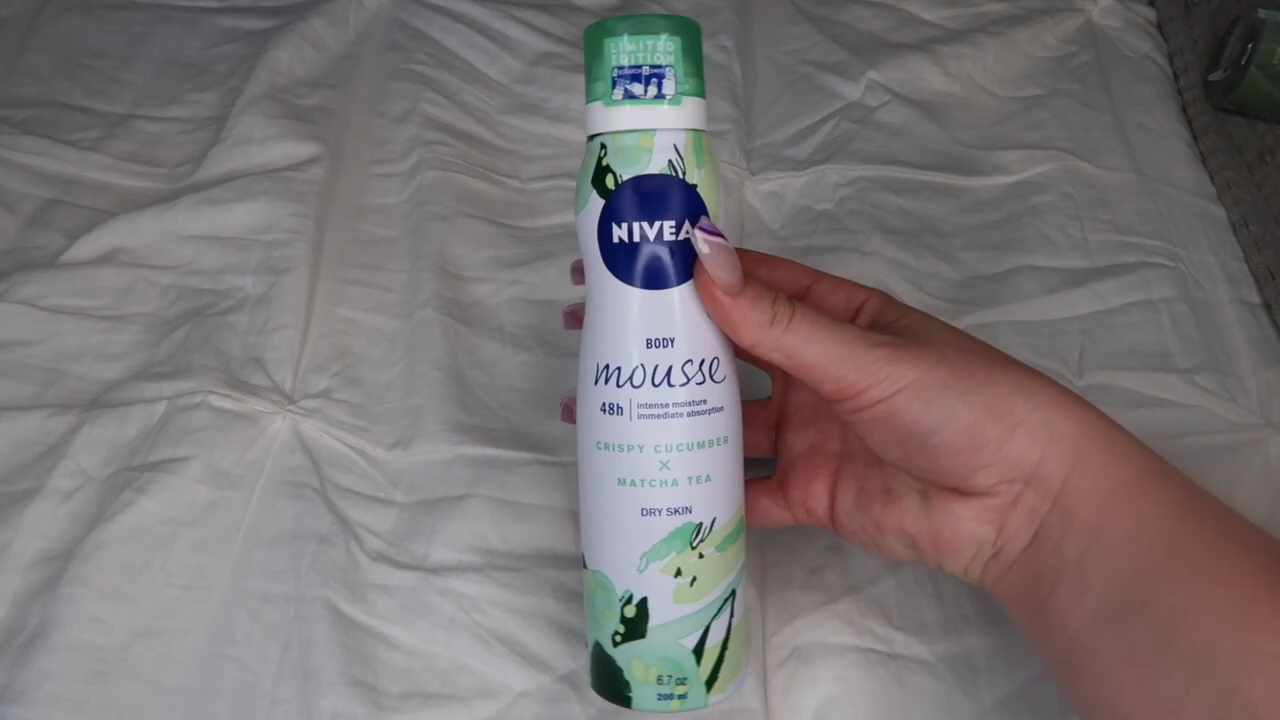 LIMITED
EDITION
NIVEA
BODY
mousse
48h
intense moisture
immediate absorption
CRISPY CUCUMBER
X
MATCHA TEA
DRY SKIN
6.7 oz
200 ml